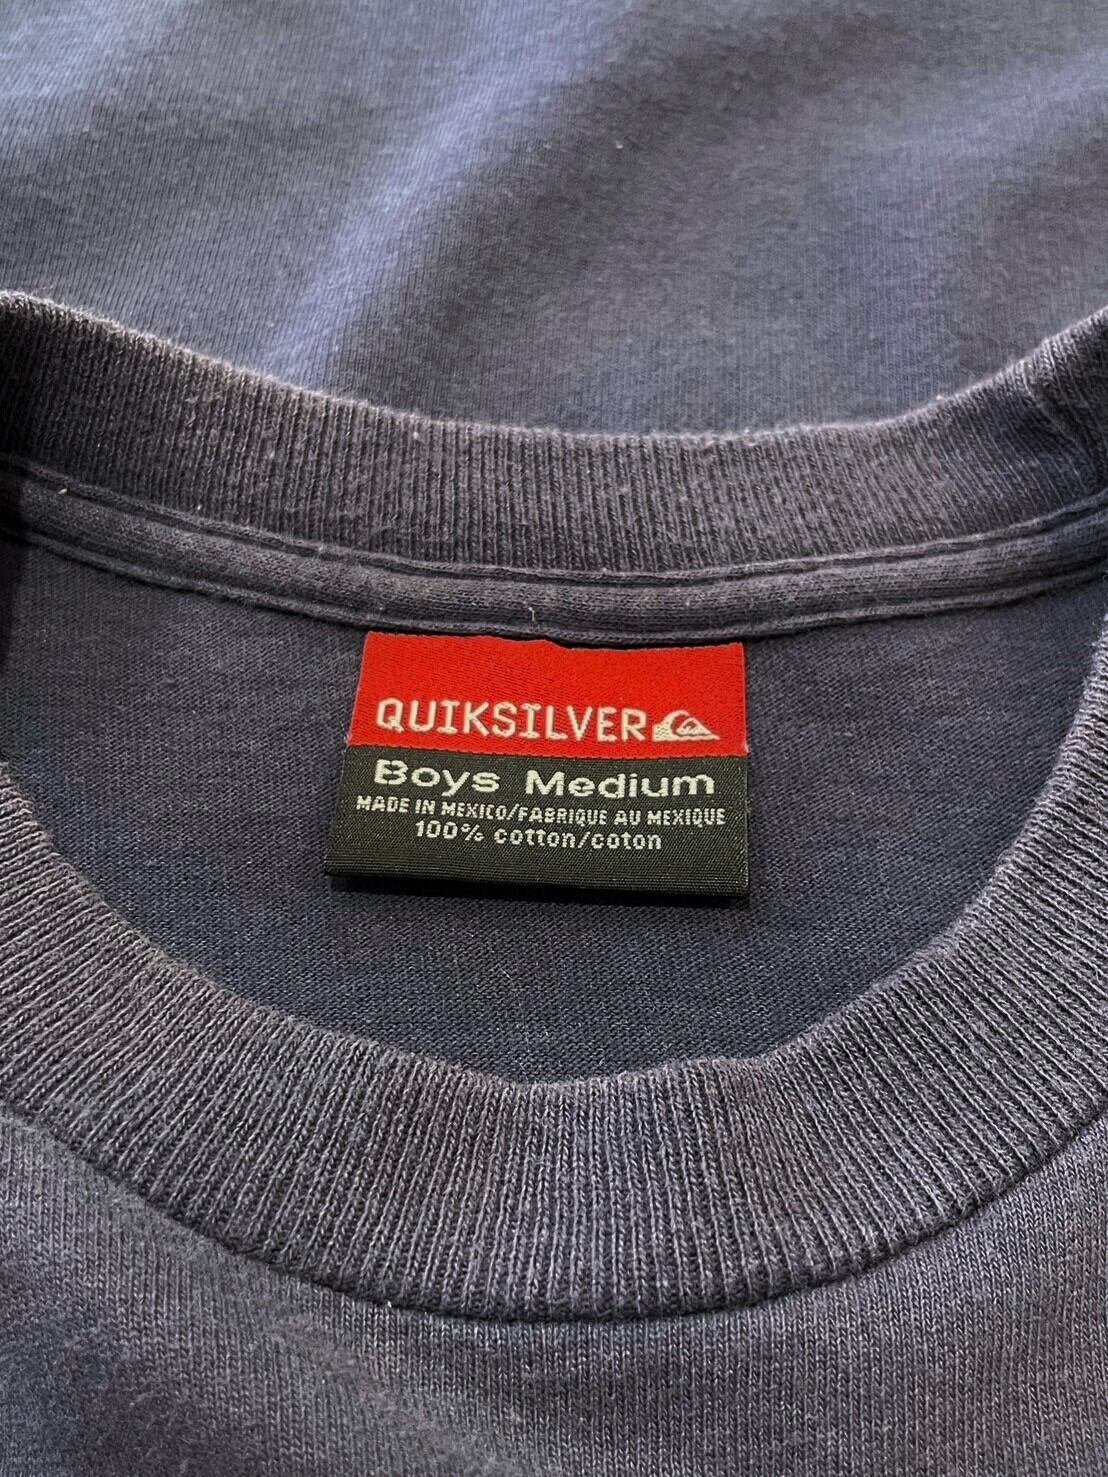 QUIKSILVER
Boys Medium
MADE IN MEXICO/FABRIQUE AU MEXIQUE
100% cotton/coton